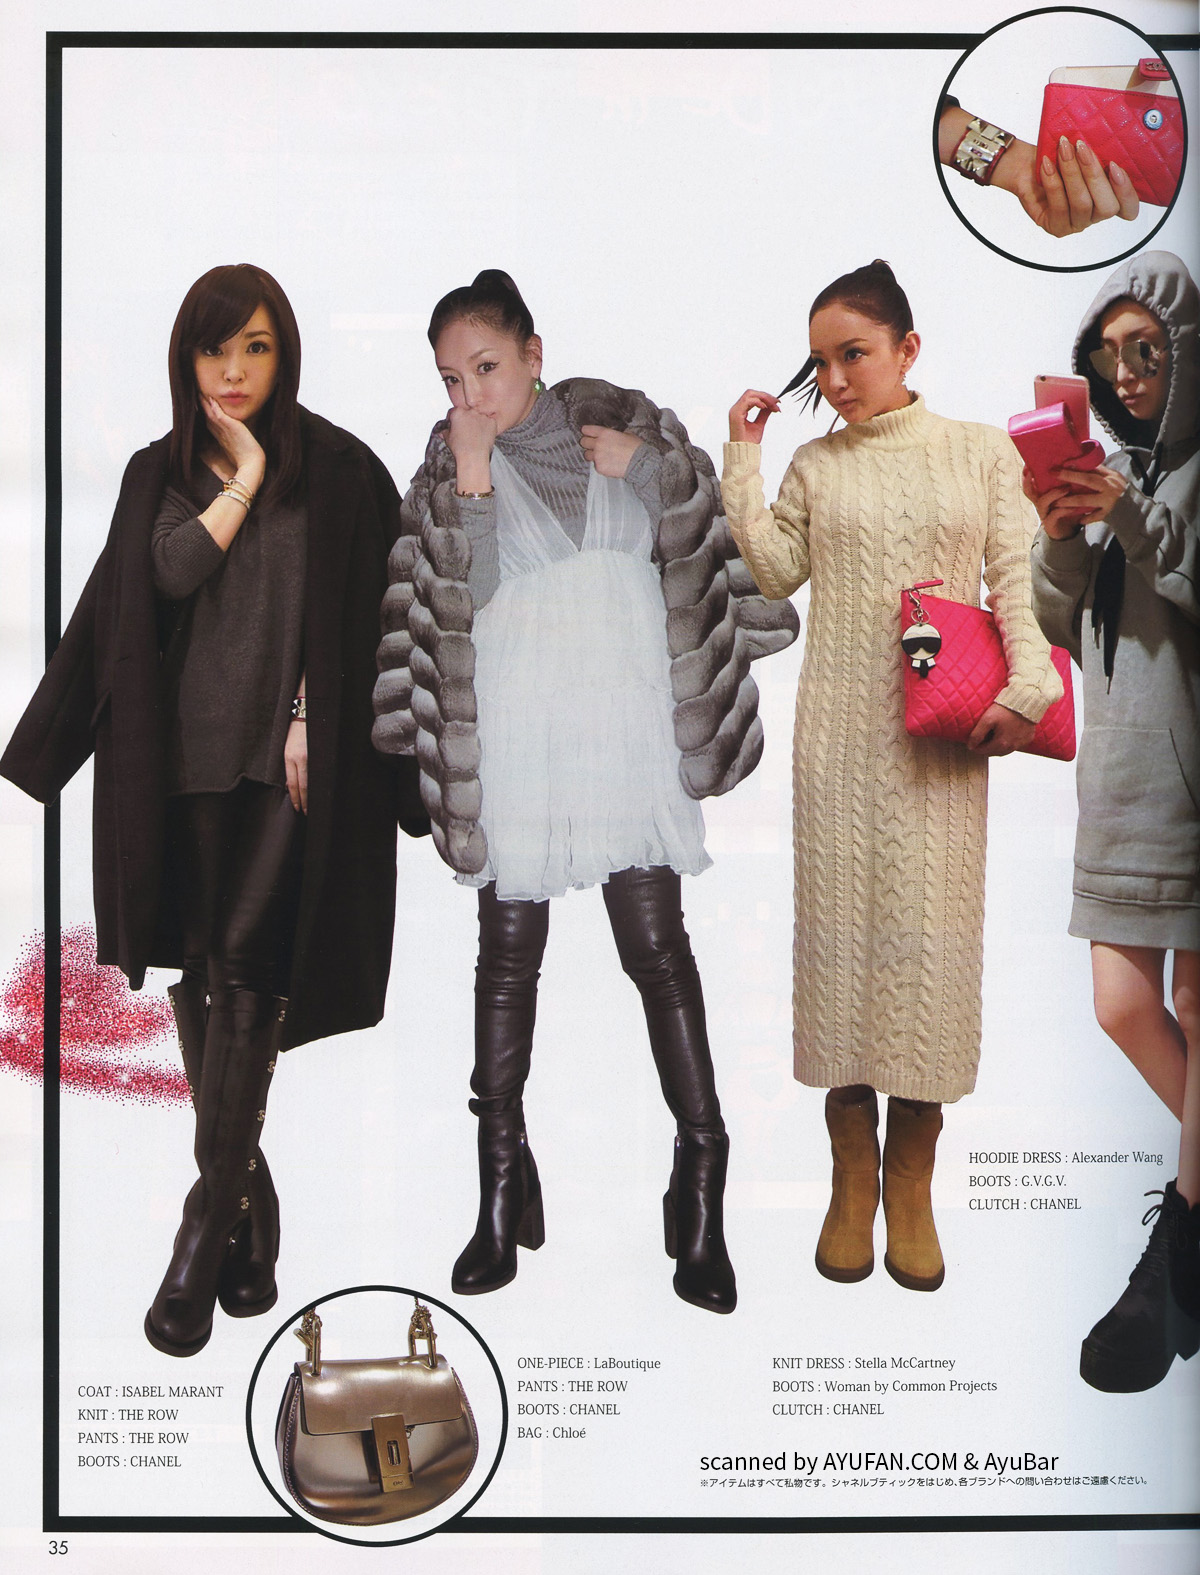 HOODIE DRESS : Alexander Wang
BOOTS : G.V.G.V.
CLUTCH : CHANEL
ONE-PIECE : LaBoutique
PANTS : THE ROW
BOOTS : CHANEL
BAG : Chloé
KNIT DRESS : Stella McCartney
BOOTS : Woman by Common Projects
CLUTCH : CHANEL
COAT : ISABEL MARANT
KNIT : THE ROW
PANTS : THE ROW
BOOTS : CHANEL
scanned by AYUFAN.COM & AyuBar
※アイテムはすべて私物です。シャネルブティックをはじめ、各ブランドへの問い合わせはご遠慮ください。
35